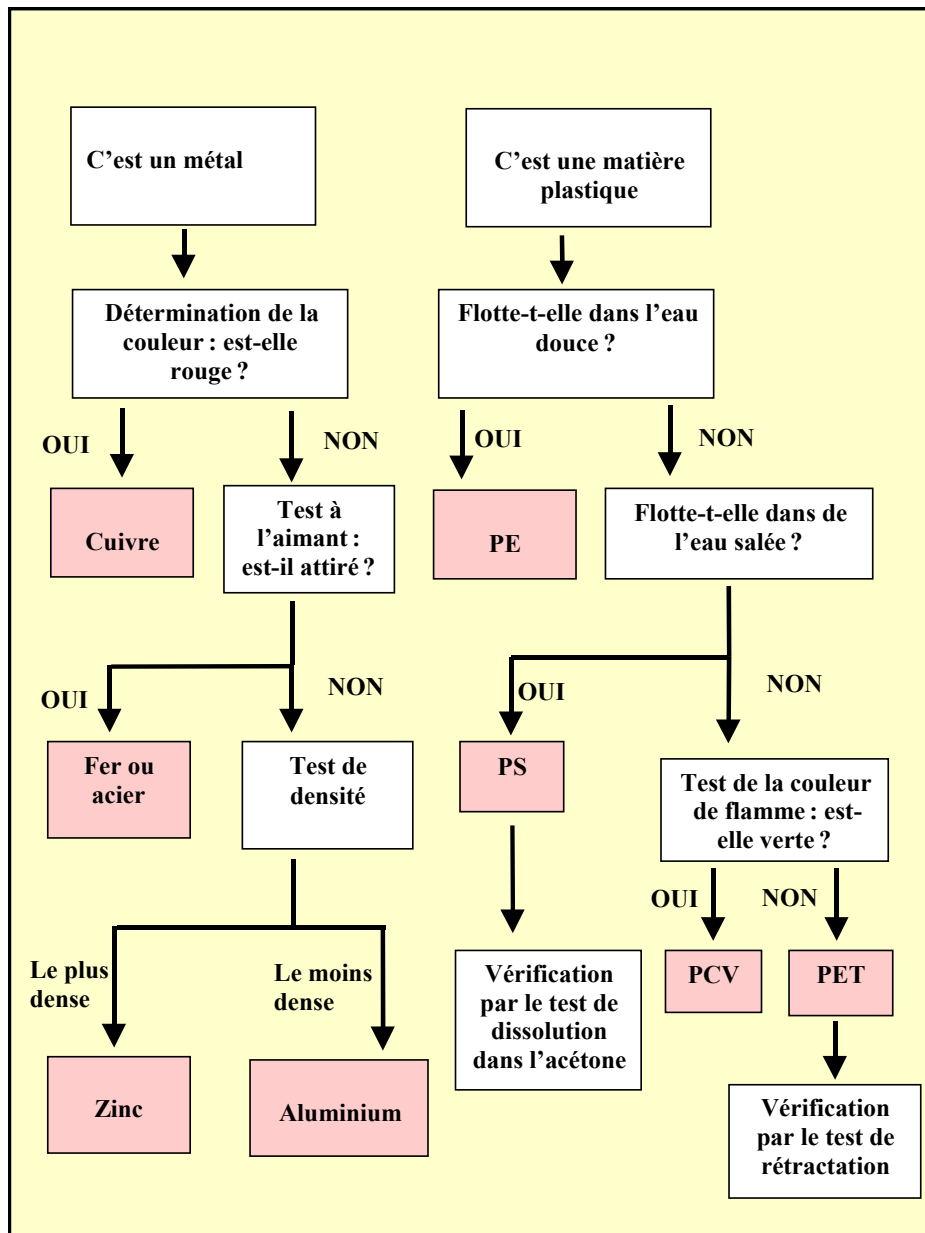 C’est un métal
C’est une matière
plastique
Détermination de la
couleur : est-elle
rouge ?
Flotte-t-elle dans l’eau
douce ?
OUI
NON
OUI
NON
Cuivre
Test à
l’aimant :
est-il attiré ?
PE
Flotte-t-elle dans de
l’eau salée ?
OUI
NON
OUI
NON
Fer ou
acier
Test de
densité
PS
Test de la couleur
de flamme : est-
elle verte ?
OUI
NON
Le plus
dense
Le moins
dense
Vérification
par le test de
dissolution
dans l’acétone
PCV
PET
Zinc
Aluminium
Vérification
par le test de
rétractation